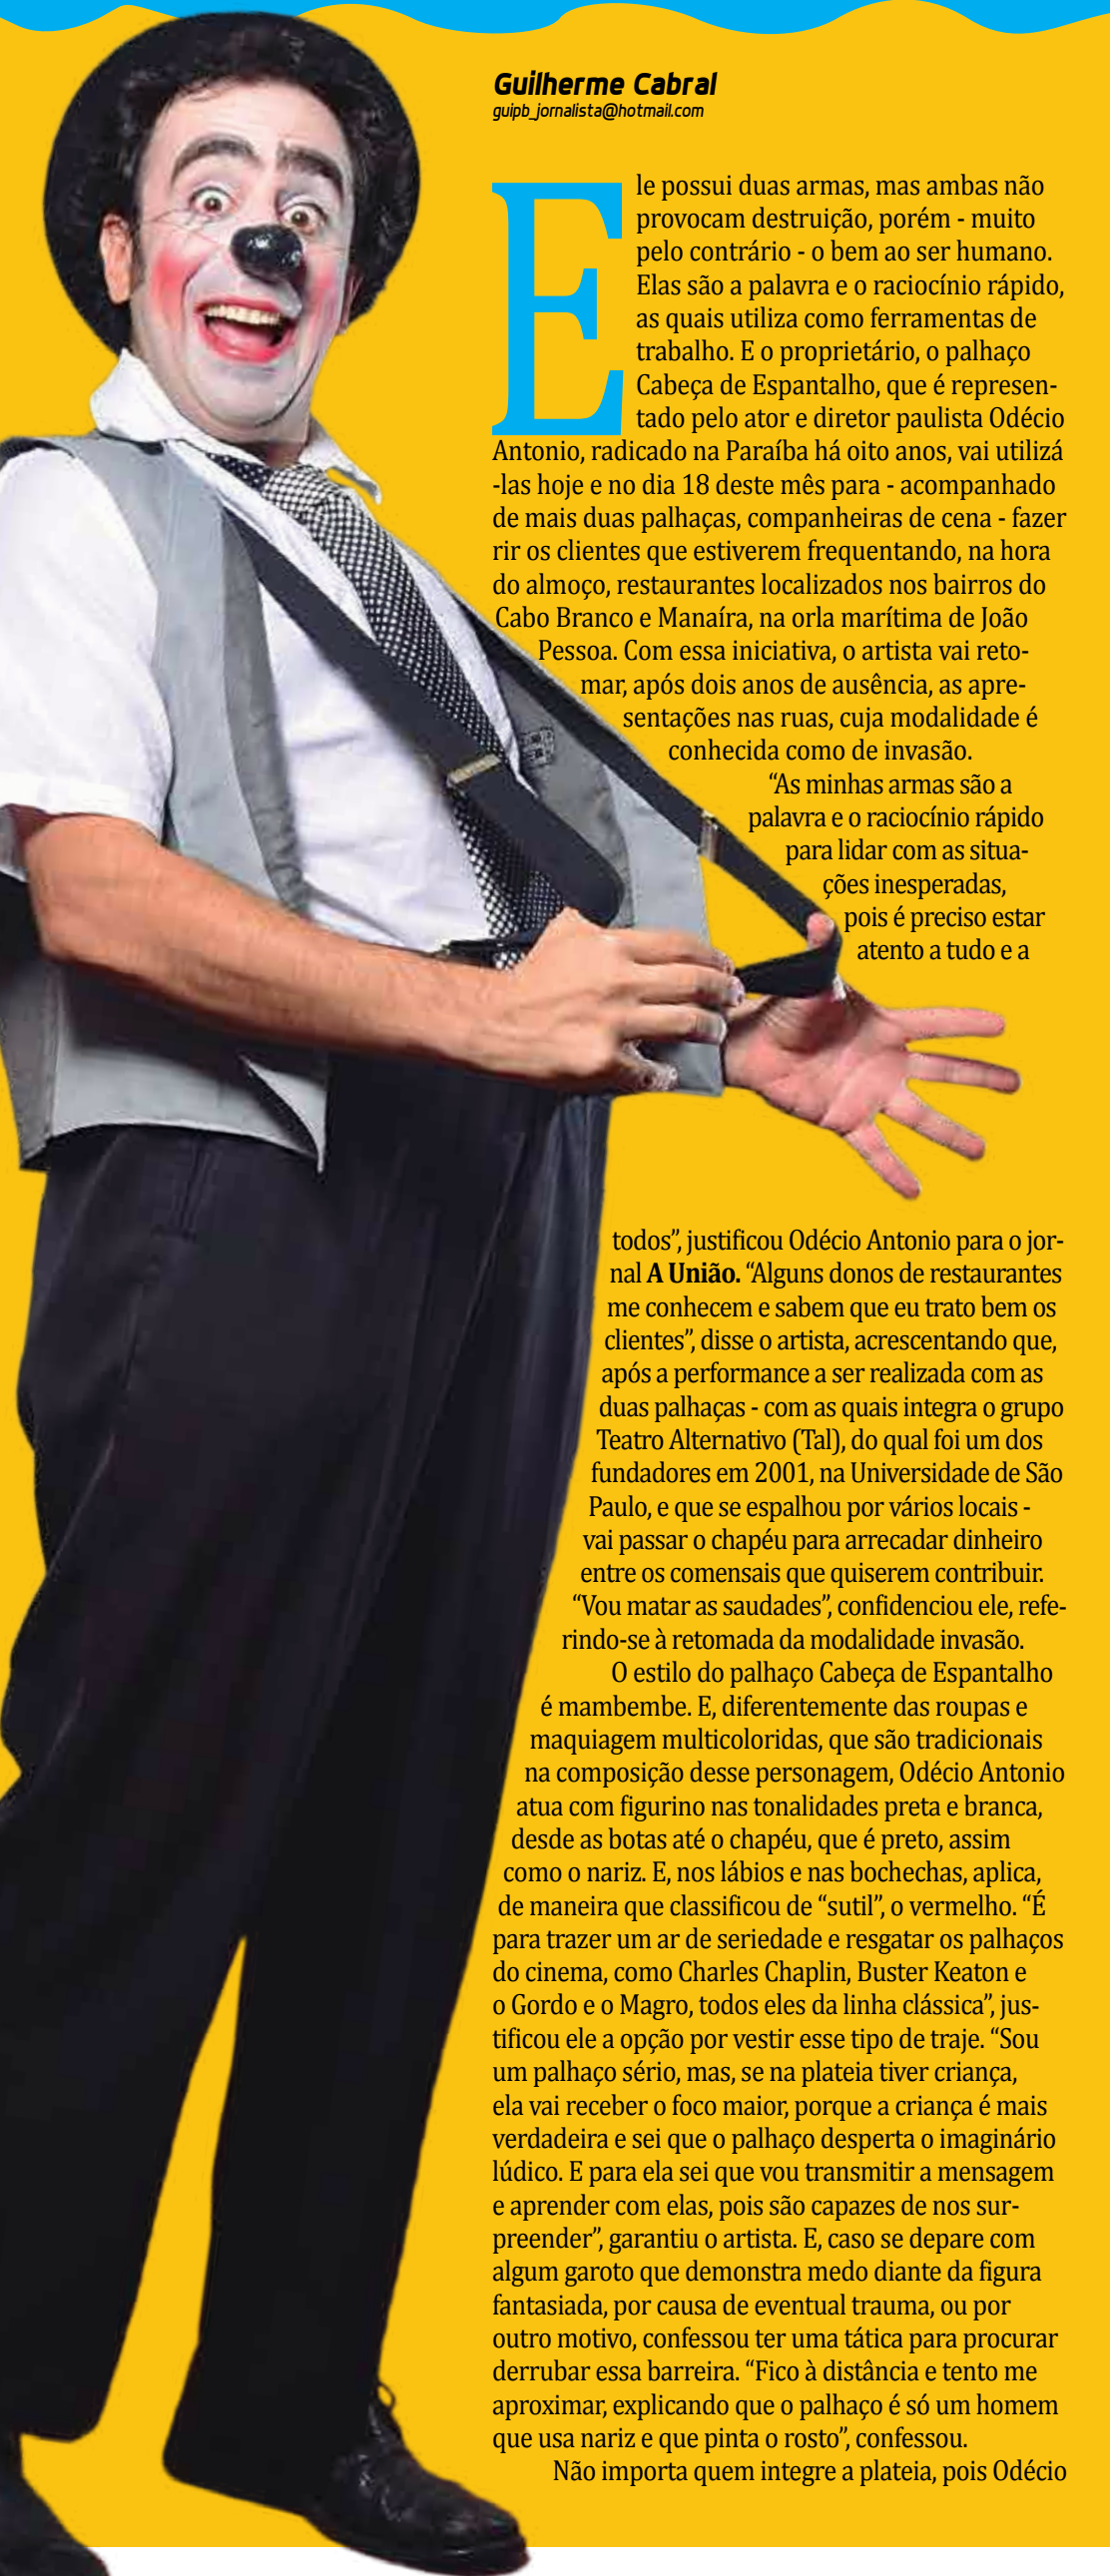 Guilherme Cabral
guipb_jornalista@hotmail.com
Ele possui duas armas, mas ambas não
provocam destruição, porém - muito
pelo contrário - o bem ao ser humano.
Elas são a palavra e o raciocínio rápido,
as quais utiliza como ferramentas de
trabalho. E o proprietário, o palhaço
Cabeça de Espantalho, que é represen-
tado pelo ator e diretor paulista Odécio
Antonio, radicado na Paraíba há oito anos, vai utilizá
-las hoje e no dia 18 deste mês para - acompanhado
de mais duas palhaças, companheiras de cena - fazer
rir os clientes que estiverem frequentando, na hora
do almoço, restaurantes localizados nos bairros do
Cabo Branco e Manaíra, na orla marítima de João
Pessoa. Com essa iniciativa, o artista vai reto-
mar, após dois anos de ausência, as apre-
sentações nas ruas, cuja modalidade é
conhecida como de invasão.
“As minhas armas são a
palavra e o raciocínio rápido
para lidar com as situa-
ções inesperadas,
pois é preciso estar
atento a tudo e a
todos”, justificou Odécio Antonio para o jor-
nal A União. “Alguns donos de restaurantes
me conhecem e sabem que eu trato bem os
clientes”, disse o artista, acrescentando que,
após a performance a ser realizada com as
duas palhaças - com as quais integra o grupo
Teatro Alternativo (Tal), do qual foi um dos
fundadores em 2001, na Universidade de São
Paulo, e que se espalhou por vários locais -
vai passar o chapéu para arrecadar dinheiro
entre os comensais que quiserem contribuir.
“Vou matar as saudades”, confidenciou ele, refe-
rindo-se à retomada da modalidade invasão.
O estilo do palhaço Cabeça de Espantalho
é mambembe. E, diferentemente das roupas e
maquiagem multicoloridas, que são tradicionais
na composição desse personagem, Odécio Antonio
atua com figurino nas tonalidades preta e branca,
desde as botas até o chapéu, que é preto, assim
como o nariz. E, nos lábios e nas bochechas, aplica,
de maneira que classificou de “sutil”, o vermelho. “É
para trazer um ar de seriedade e resgatar os palhaços
do cinema, como Charles Chaplin, Buster Keaton e
o Gordo e o Magro, todos eles da linha clássica”, jus-
tificou ele a opção por vestir esse tipo de traje. “Sou
um palhaço sério, mas, se na plateia tiver criança,
ela vai receber o foco maior, porque a criança é mais
verdadeira e sei que o palhaço desperta o imaginário
lúdico. E para ela sei que vou transmitir a mensagem
e aprender com elas, pois são capazes de nos sur-
preender”, garantiu o artista. E, caso se depare com
algum garoto que demonstra medo diante da figura
fantasiada, por causa de eventual trauma, ou por
outro motivo, confessou ter uma tática para procurar
derrubar essa barreira. “Fico à distância e tento me
aproximar, explicando que o palhaço é só um homem
que usa nariz e que pinta o rosto”, confessou.
Não importa quem integre a plateia, pois Odécio